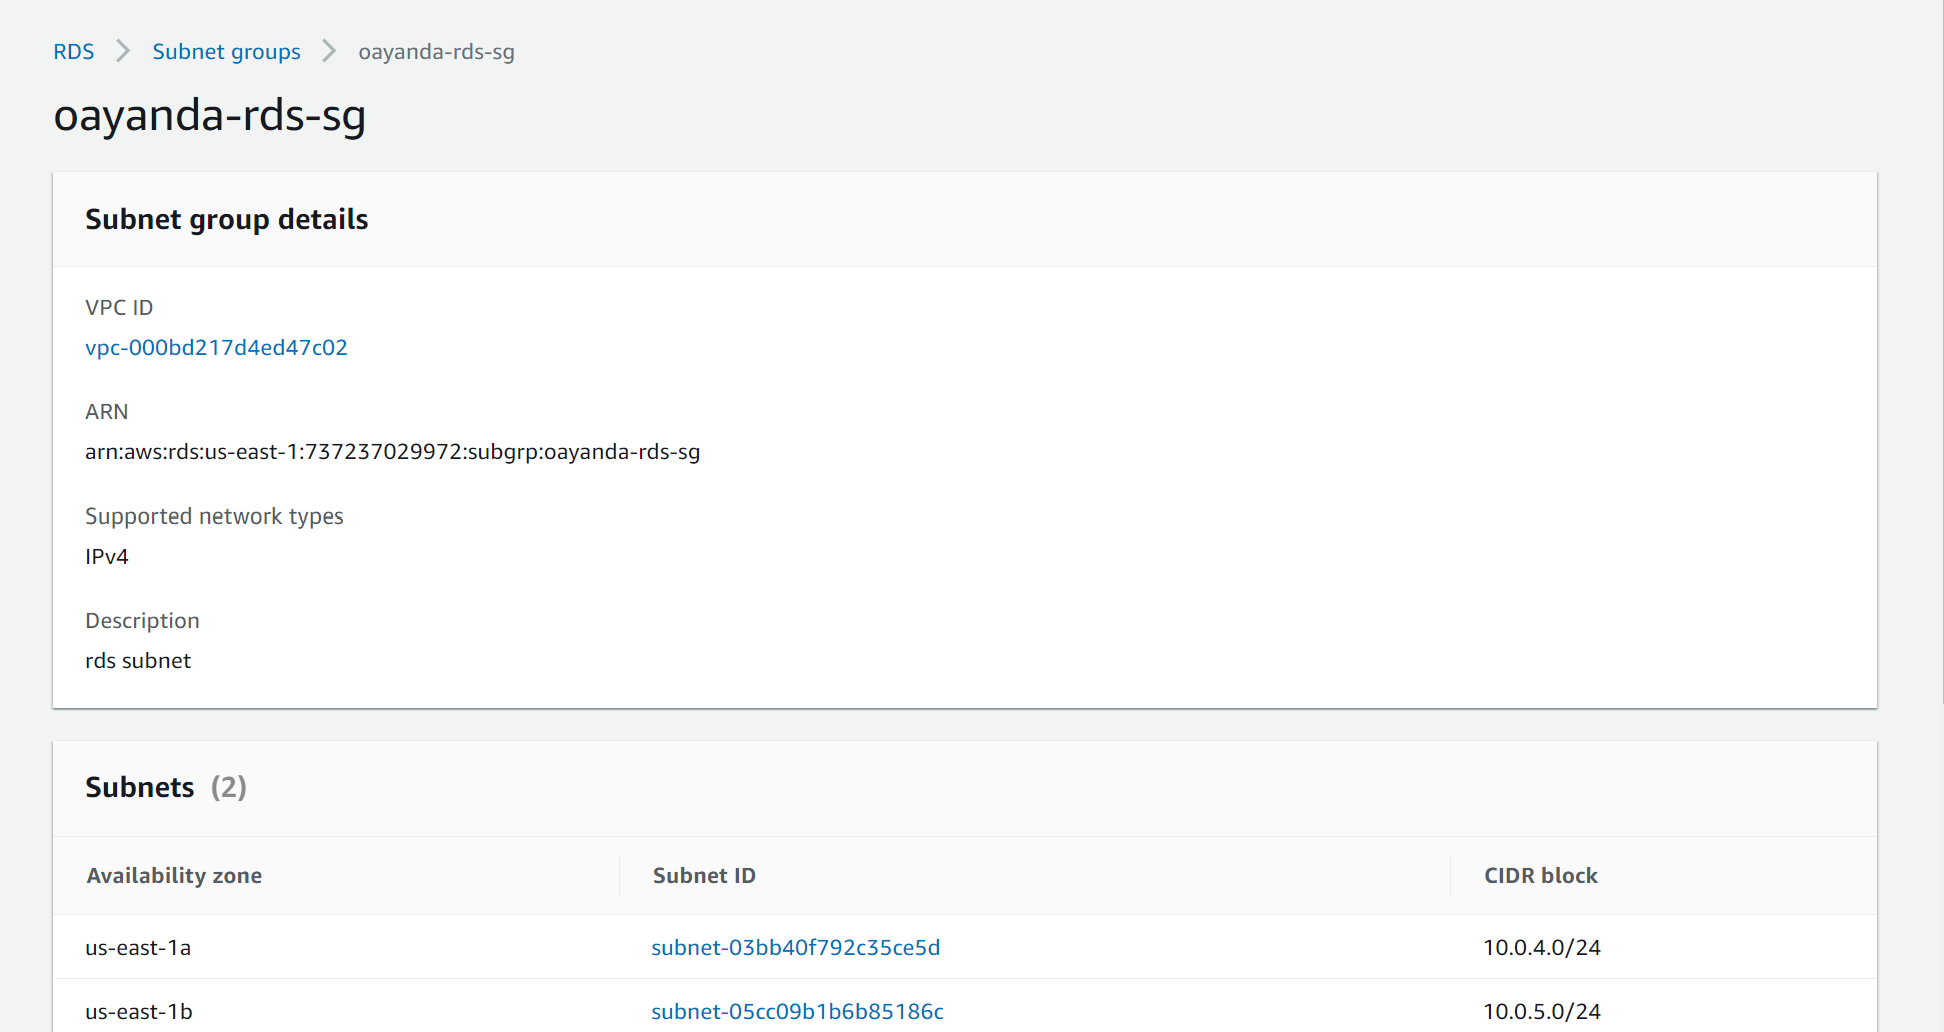 RDS > Subnet groups > oayanda-rds-sg
oayanda-rds-sg
Subnet group details
VPC ID
vpc-000bd217d4ed47c02
ARN
arn:aws:rds:us-east-1:737237029972:subgrp:oayanda-rds-sg
Supported network types
IPv4
Description
rds subnet
Subnets (2)
Availability zone Subnet ID CIDR block
us-east-1a subnet-03bb40f792c35ce5d 10.0.4.0/24
us-east-1b subnet-05cc09b1b6b85186c 10.0.5.0/24